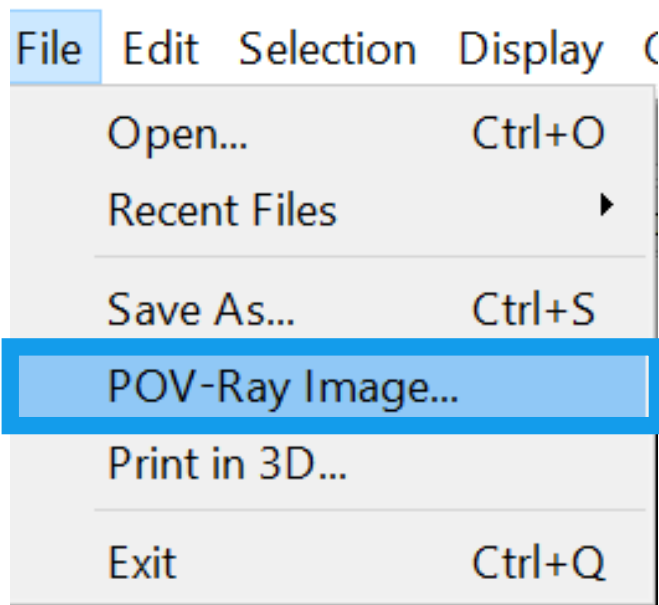 File Edit Selection Display
Open... Ctrl+O
Recent Files
Save As... Ctrl+S
POV-Ray Image...
Print in 3D...
Exit Ctrl+Q